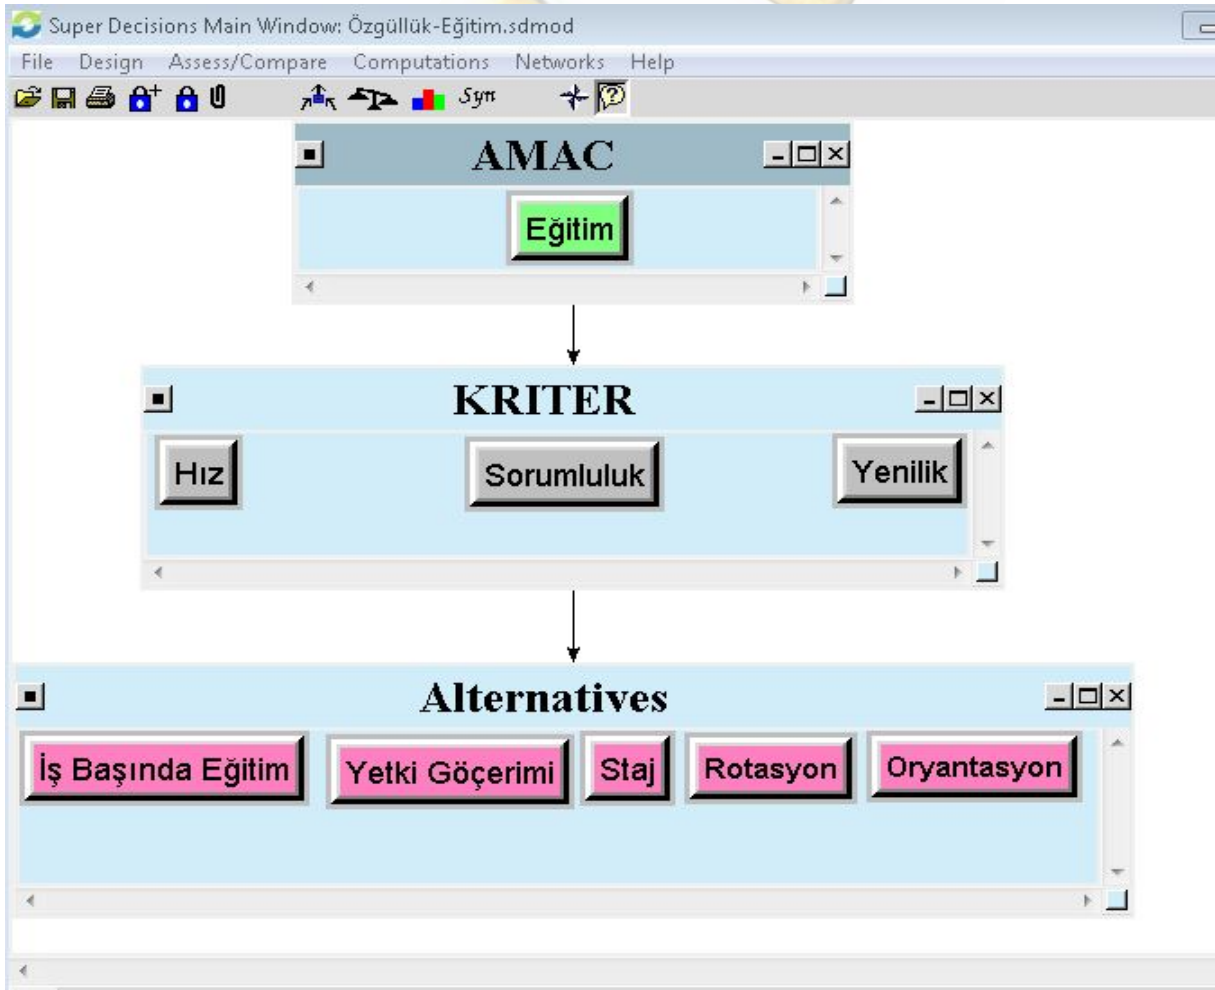 Super Decisions Main Window: Özgüllük-Eğitim.sdmod
File Design Assess/Compare Computations Networks Help
Syn
AMAC
Eğitim
KRITER
Hız Sorumluluk Yenilik
Alternatives
İş Başında Eğitim Yetki Göçerimi Staj Rotasyon Oryantasyon